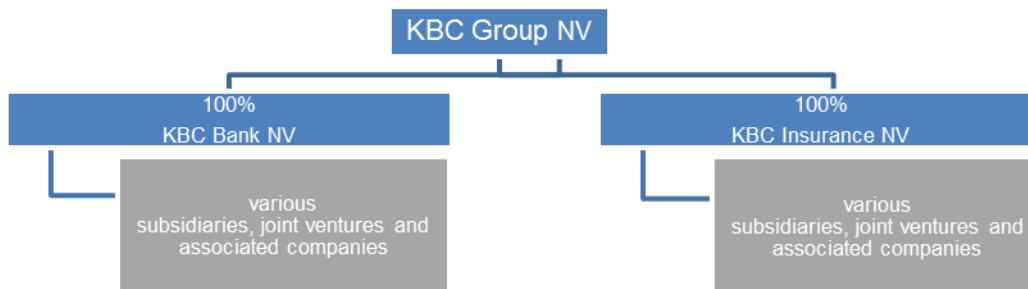 KBC Group NV
100%
KBC Bank NV
100%
KBC Insurance NV
various
subsidiaries, joint ventures and
associated companies
various
subsidiaries, joint ventures and
associated companies